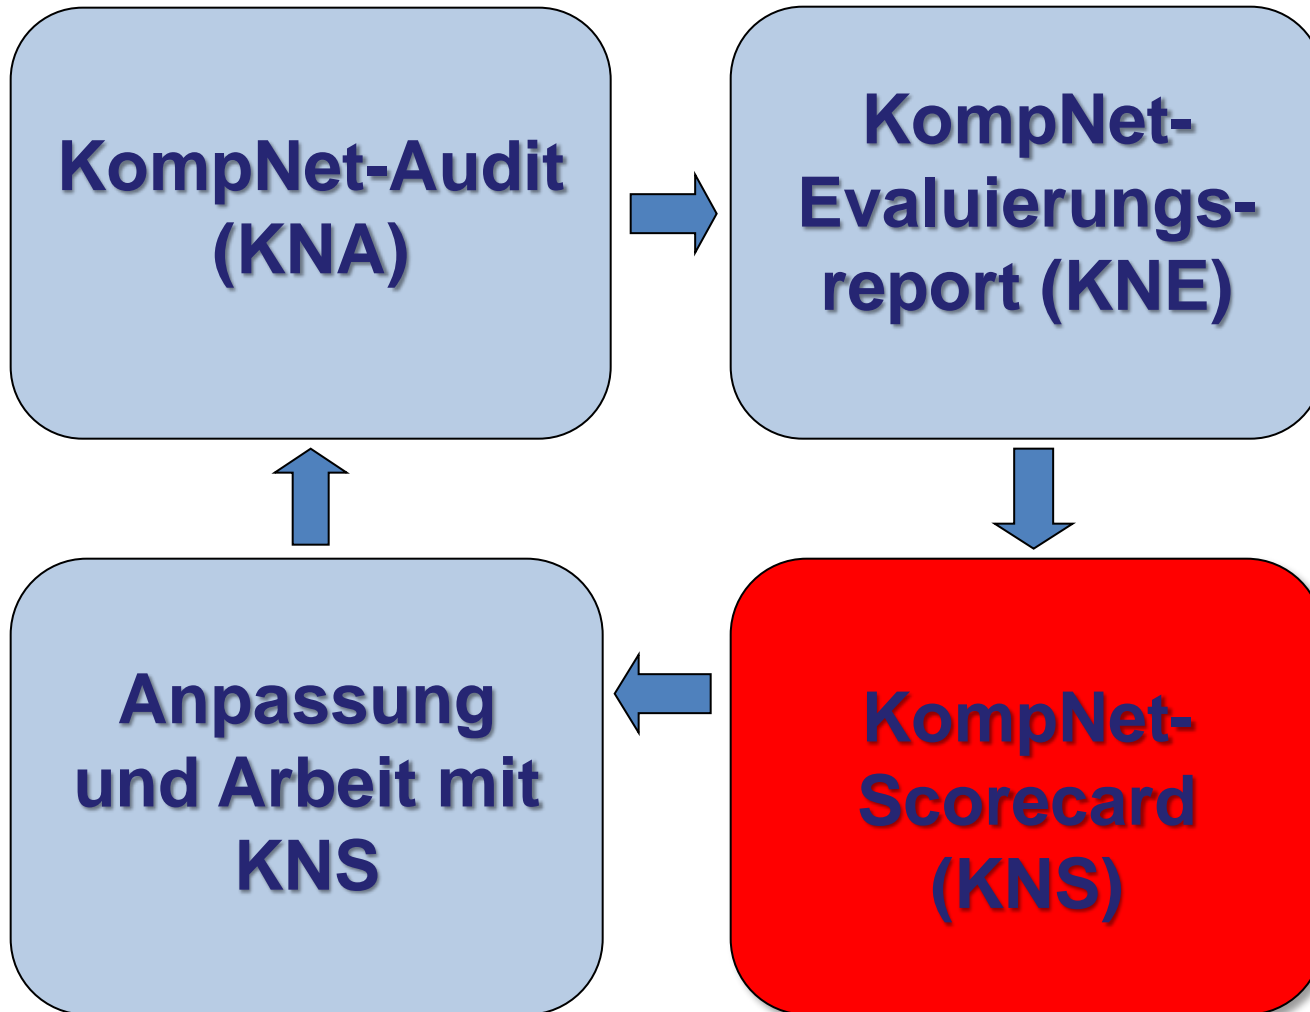 KompNet-Audit
(KNA)
KompNet-
Evaluierungs-
report (KNE)
Anpassung
und Arbeit mit
KNS
KompNet-
Scorecard
(KNS)